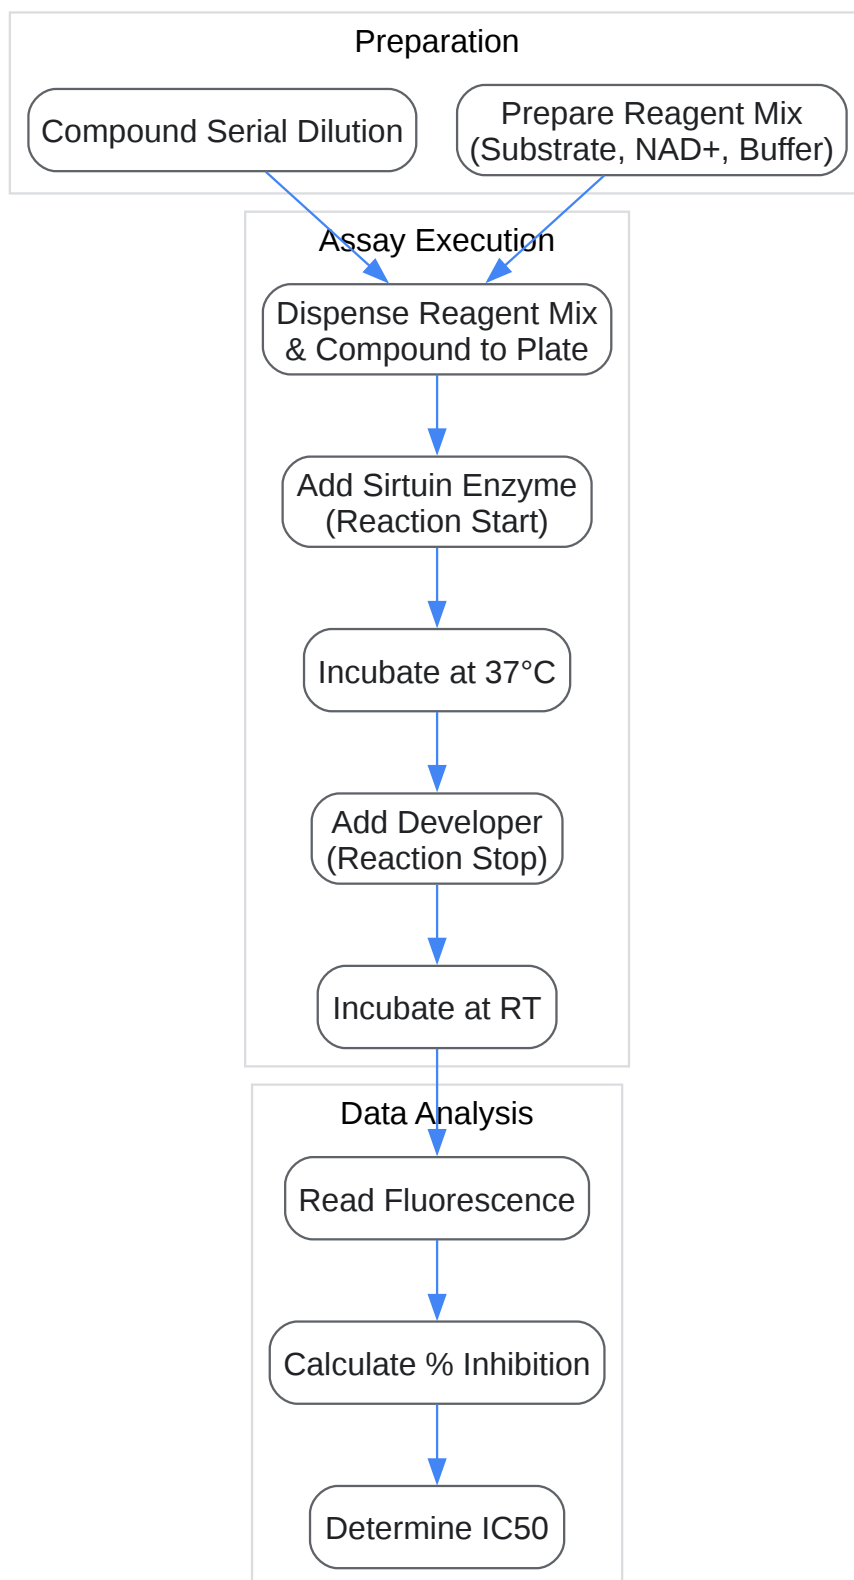 Preparation
Compound Serial Dilution
Prepare Reagent Mix
(Substrate, NAD+, Buffer)
Assay Execution
Dispense Reagent Mix
& Compound to Plate
Add Sirtuin Enzyme
(Reaction Start)
Incubate at 37°C
Add Developer
(Reaction Stop)
Incubate at RT
Data Analysis
Read Fluorescence
Calculate % Inhibition
Determine IC50